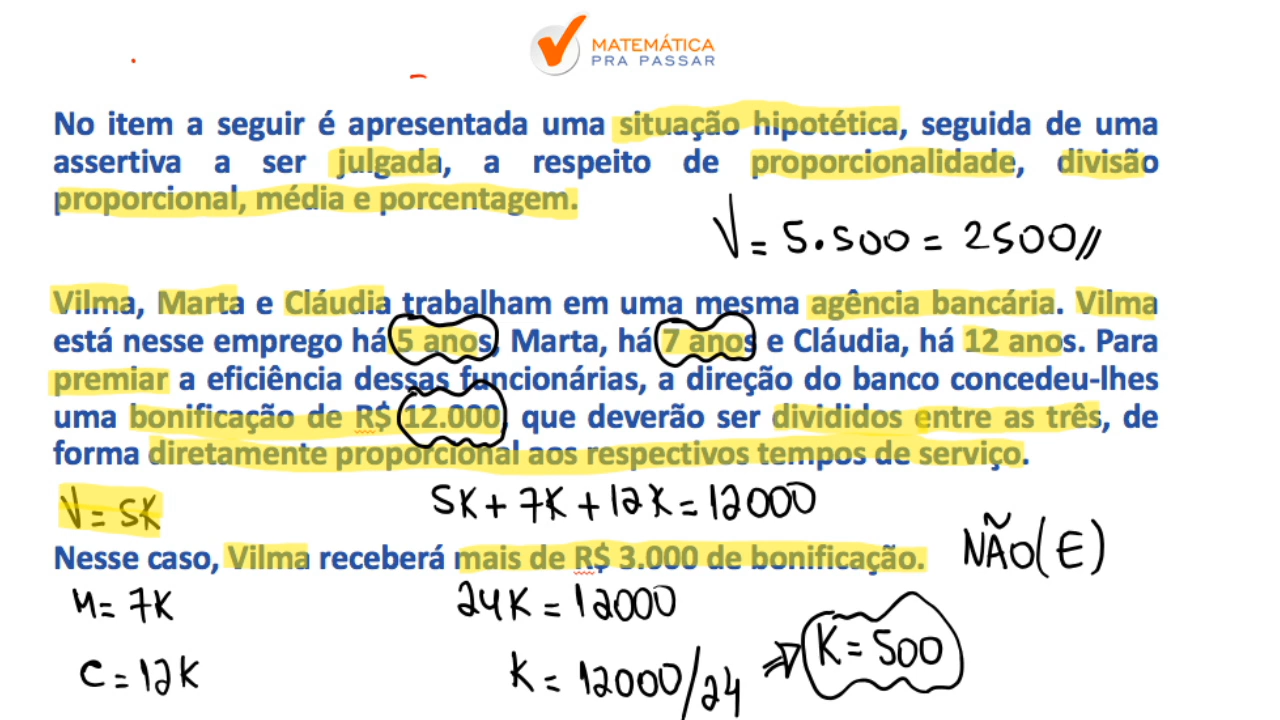 MATEMÁTICA
PRA PASSAR
No item a seguir é apresentada uma situação hipotética, seguida de uma
assertiva a ser julgada, a respeito de proporcionalidade, divisão
proporcional, média e porcentagem.
V = 5.500 = 2500//
Vilma, Marta e Cláudia trabalham em uma mesma agência bancária. Vilma
está nesse emprego há 5 anos, Marta, há 7 anos e Cláudia, há 12 anos. Para
premiar a eficiência dessas funcionárias, a direção do banco concedeu-lhes
uma bonificação de R$ 12.000, que deverão ser divididos entre as três, de
forma diretamente proporcional aos respectivos tempos de serviço.
V = 5K
5K + 7K + 12K = 12000
Nesse caso, Vilma receberá mais de R$ 3.000 de bonificação.
NÃO (E)
M = 7K
24K = 12000
K = 500
C = 12K
K = 12000/24